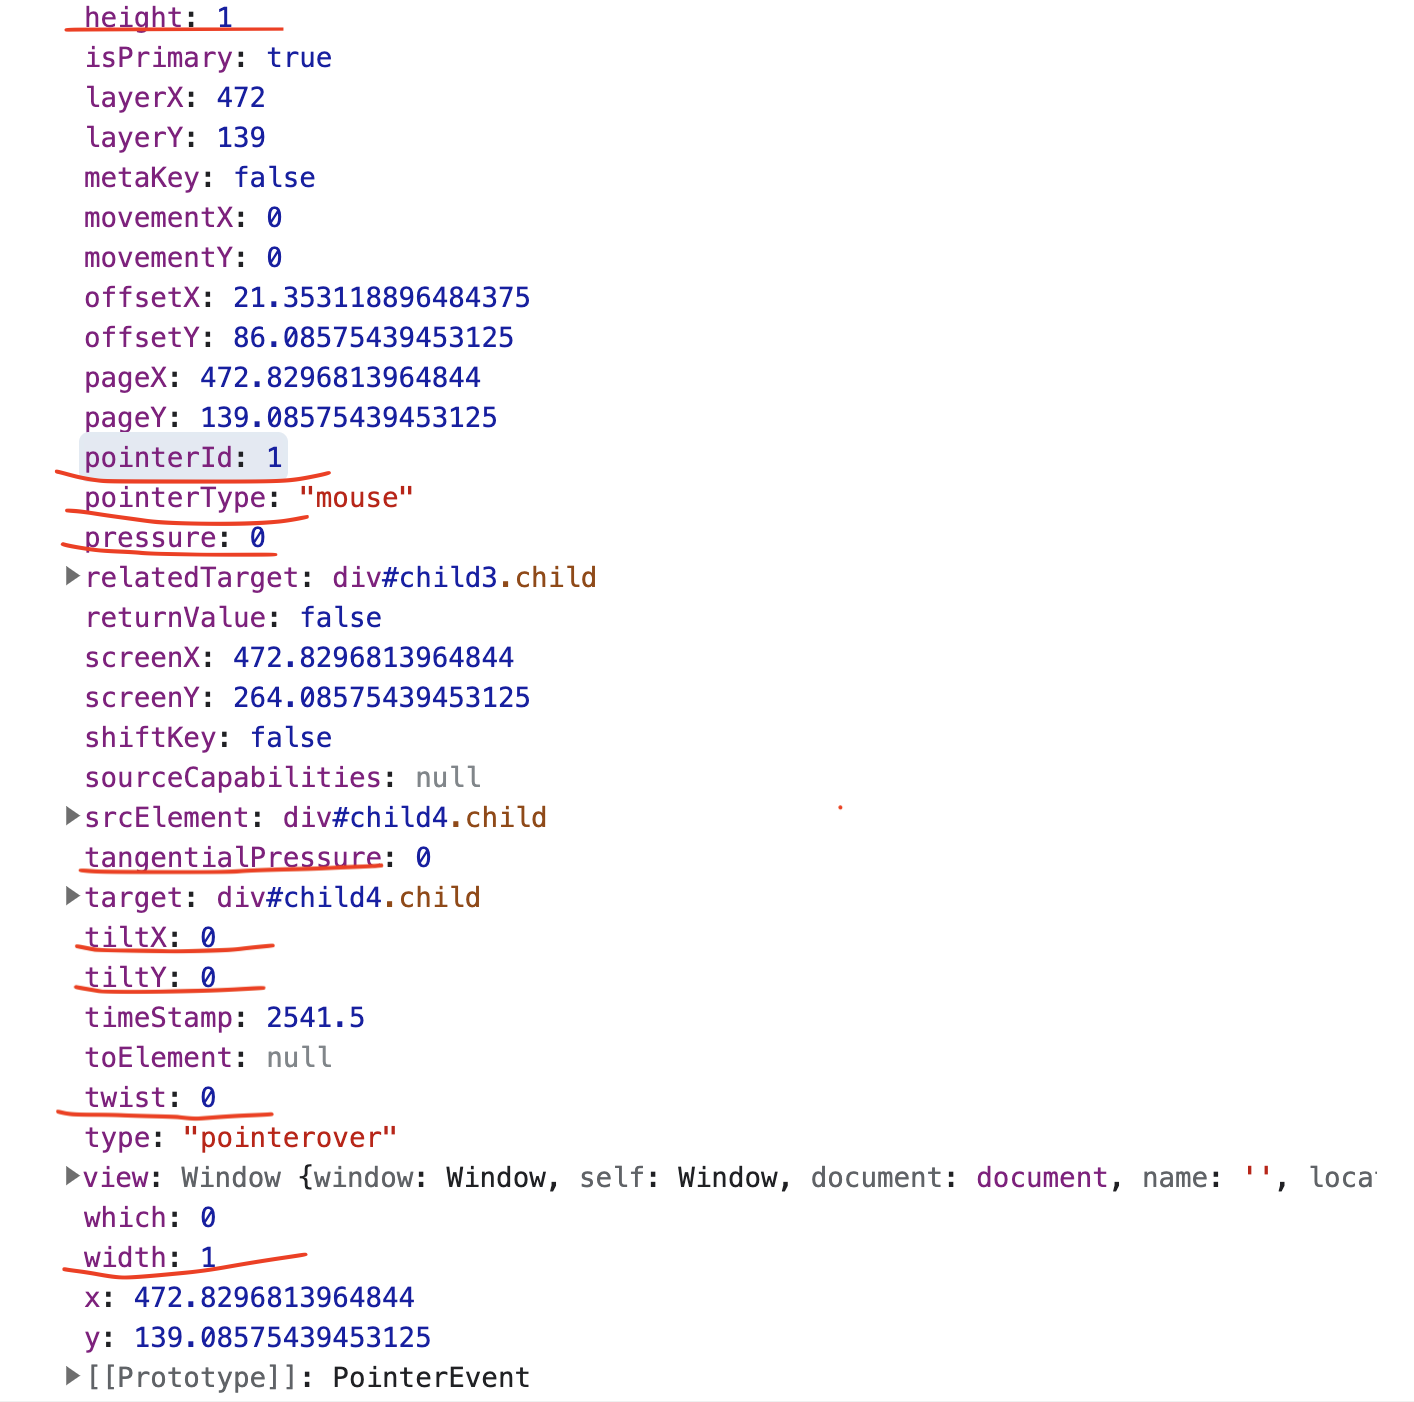 height: 1
isPrimary: true
layerX: 472
layerY: 139
metaKey: false
movementX: 0
movementY: 0
offsetX: 21.353118896484375
offsetY: 86.08575439453125
pageX: 472.8296813964844
pageY: 139.08575439453125
pointerId: 1
pointerType: "mouse"
pressure: 0
relatedTarget: div#child3.child
returnValue: false
screenX: 472.8296813964844
screenY: 264.08575439453125
shiftKey: false
sourceCapabilities: null
srcElement: div#child4.child
tangentialPressure: 0
target: div#child4.child
tiltX: 0
tiltY: 0
timeStamp: 2541.5
toElement: null
twist: 0
type: "pointerover"
view: Window {window: Window, self: Window, document: document, name: '', loca
which: 0
width: 1
x: 472.8296813964844
y: 139.08575439453125
[[Prototype]]: PointerEvent